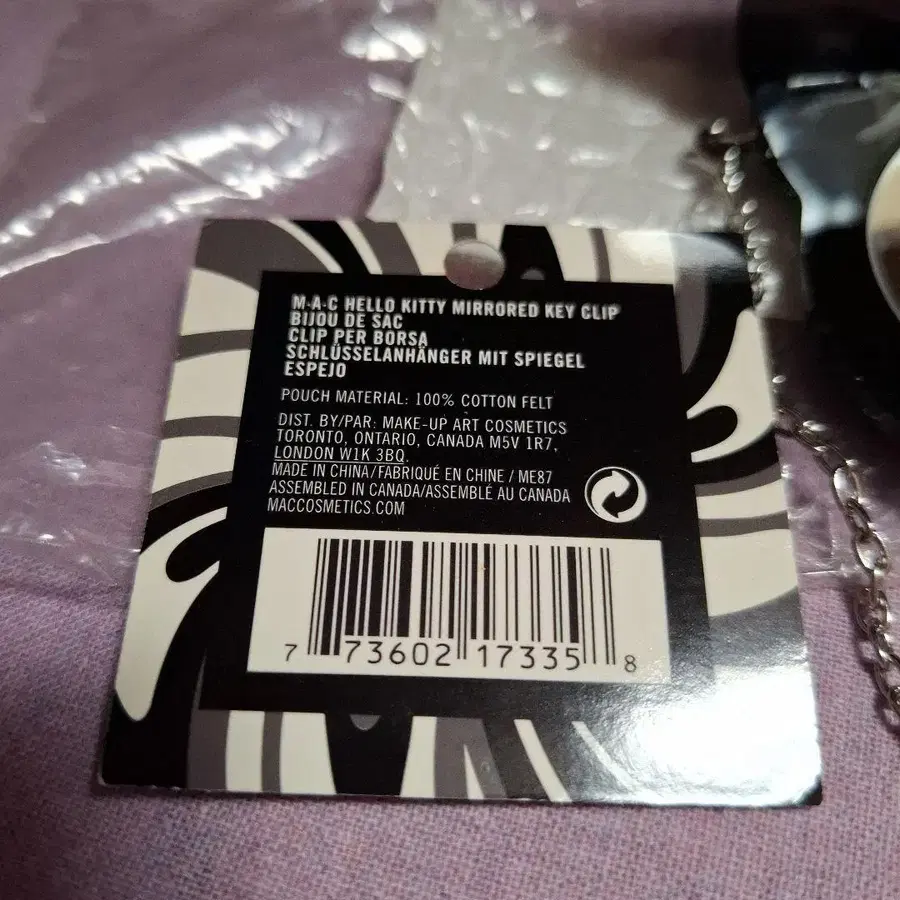 M·A·C HELLO KITTY MIRRORED KEY CLIP
BIJOU DE SAC
CLIP PER BORSA
SCHLÜSSELANHÄNGER MIT SPIEGEL
ESPEJO
POUCH MATERIAL: 100% COTTON FELT
DIST. BY/PAR: MAKE-UP ART COSMETICS
TORONTO, ONTARIO, CANADA M5V 1R7,
LONDON W1K 3BQ.
MADE IN CHINA/FABRIQUÉ EN CHINE / ME87
ASSEMBLED IN CANADA/ASSEMBLÉ AU CANADA
MACCOSMETICS.COM
7 73602 17335 8